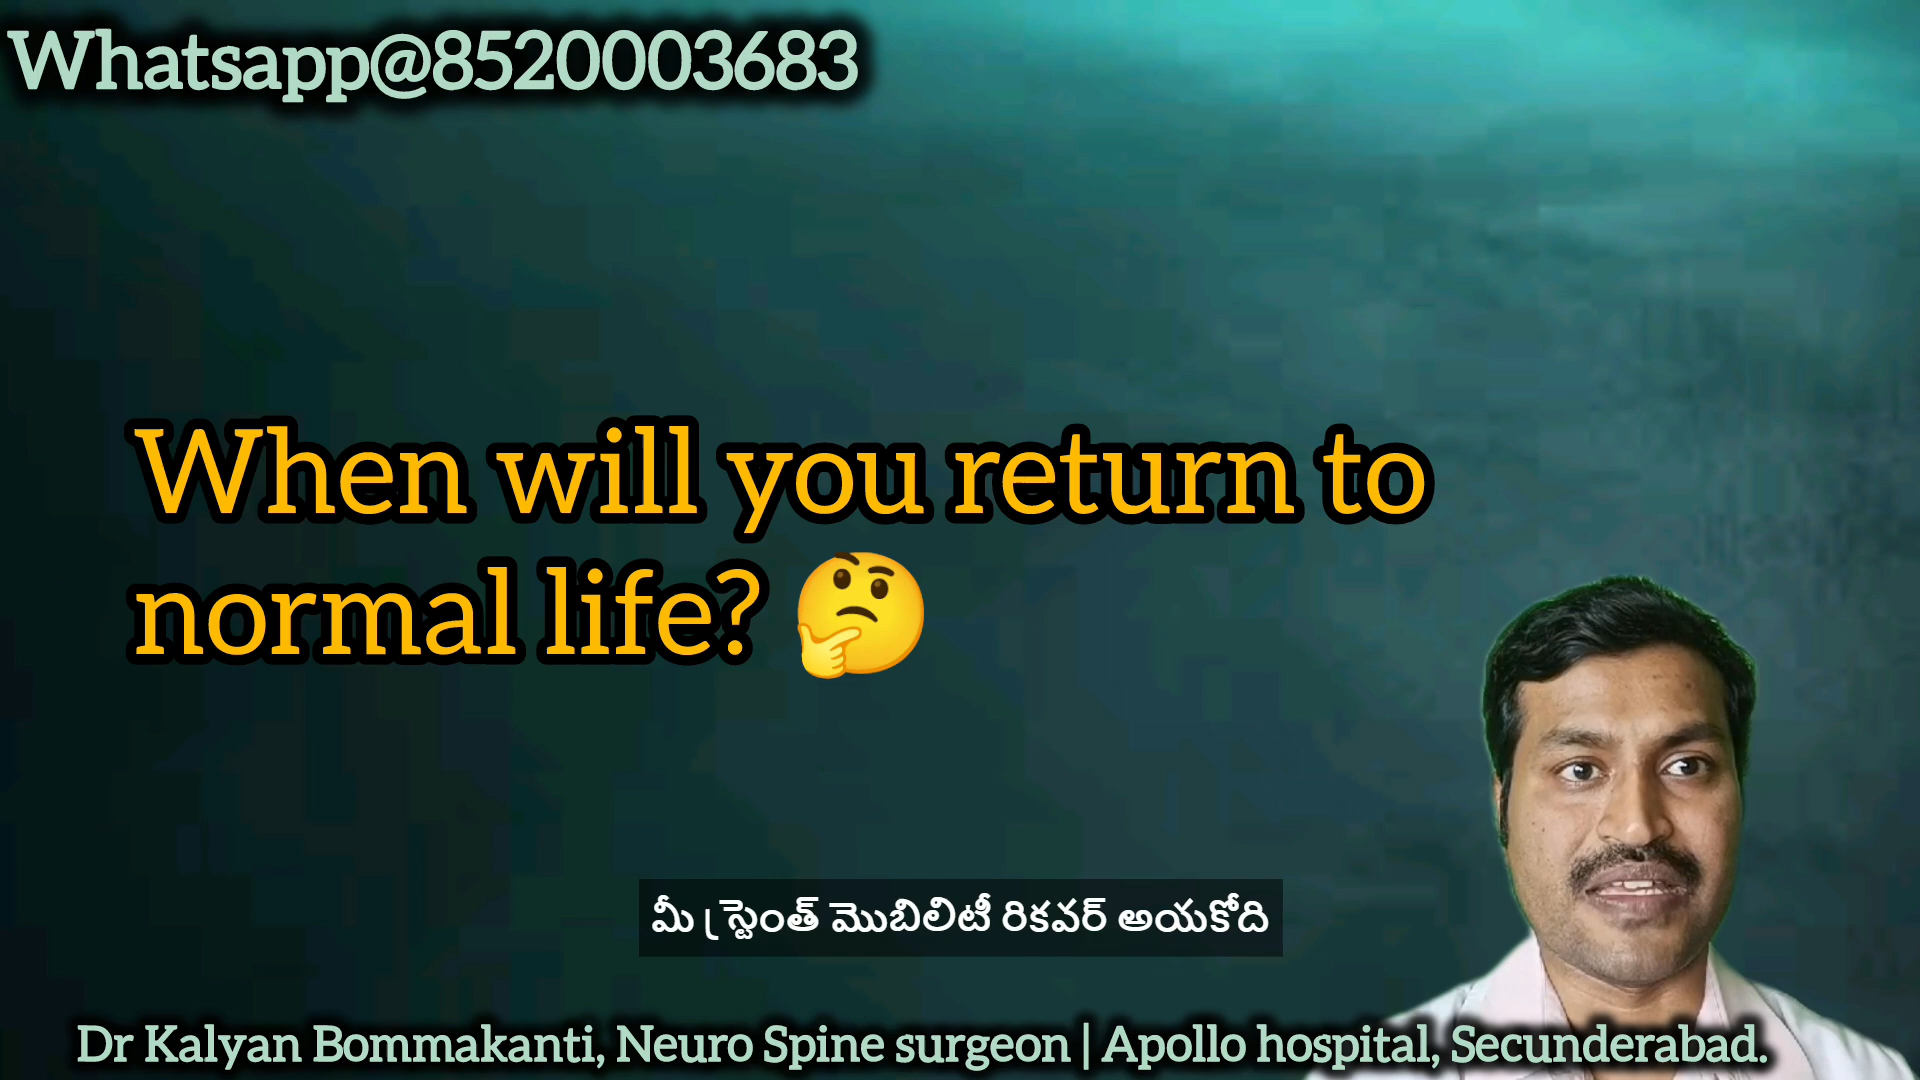 Whatsapp@8520003683
When will you return to
normal life? 🤔
మీ స్ట్రెంత్ మొబిలిటీ రికవర్ అయకోది
Dr Kalyan Bommakanti, Neuro Spine surgeon | Apollo hospital, Secunderabad.